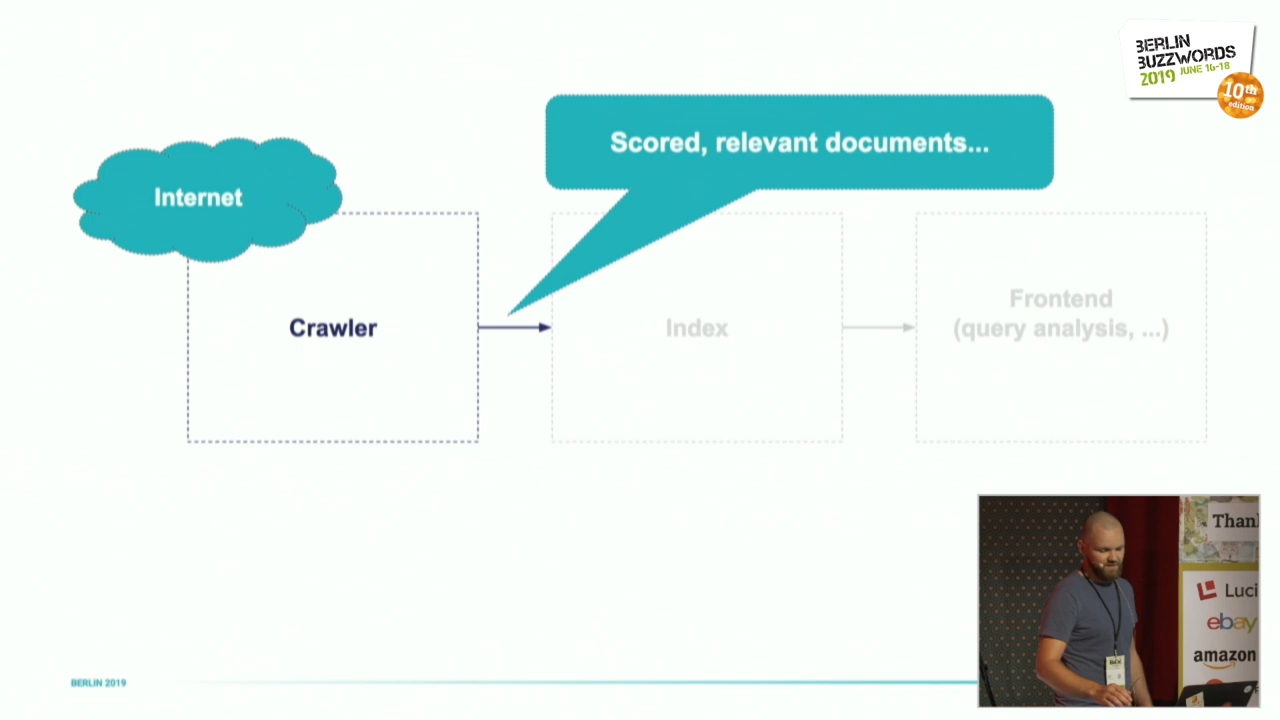 BERLIN
BUZZWORDS
2019 JUNE 16-18
10th
edition
Scored, relevant documents...
Internet
Crawler
Index
Frontend
(query analysis, ...)
Than
Luci
ebay
amazon
BERLIN 2019